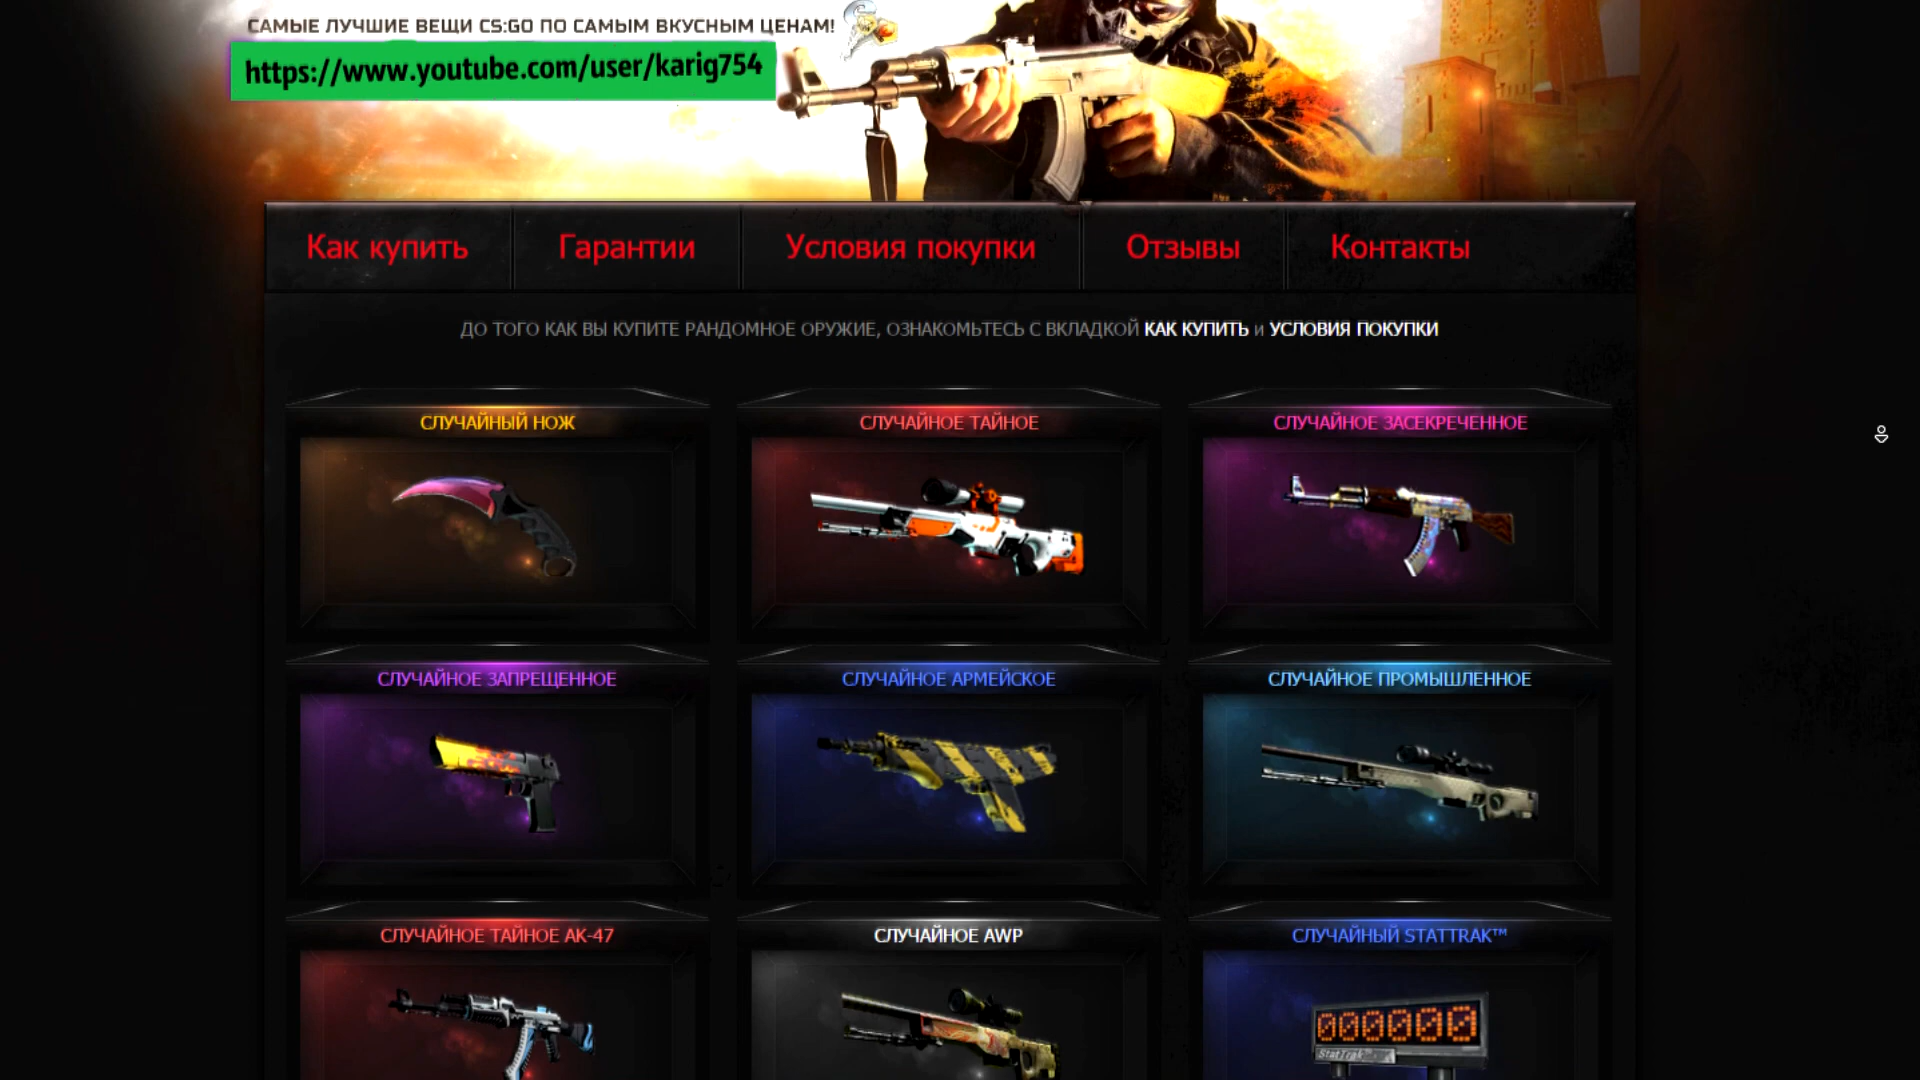 САМЫЕ ЛУЧШИЕ ВЕЩИ CS:GO ПО САМЫМ ВКУСНЫМ ЦЕНАМ!
https://www.youtube.com/user/karig754
Как купить
Гарантии
Условия покупки
Отзывы
Контакты
ДО ТОГО КАК ВЫ КУПИТЕ РАНДОМНОЕ ОРУЖИЕ, ОЗНАКОМЬТЕСЬ С ВКЛАДКОЙ КАК КУПИТЬ И УСЛОВИЯ ПОКУПКИ
СЛУЧАЙНЫЙ НОЖ
СЛУЧАЙНОЕ ТАЙНОЕ
СЛУЧАЙНОЕ ЗАСЕКРЕЧЕННОЕ
СЛУЧАЙНОЕ ЗАПРЕЩЕННОЕ
СЛУЧАЙНОЕ АРМЕЙСКОЕ
СЛУЧАЙНОЕ ПРОМЫШЛЕННОЕ
СЛУЧАЙНОЕ ТАЙНОЕ АК-47
СЛУЧАЙНОЕ AWP
СЛУЧАЙНЫЙ STATTRAK™
000000
StatTrak™